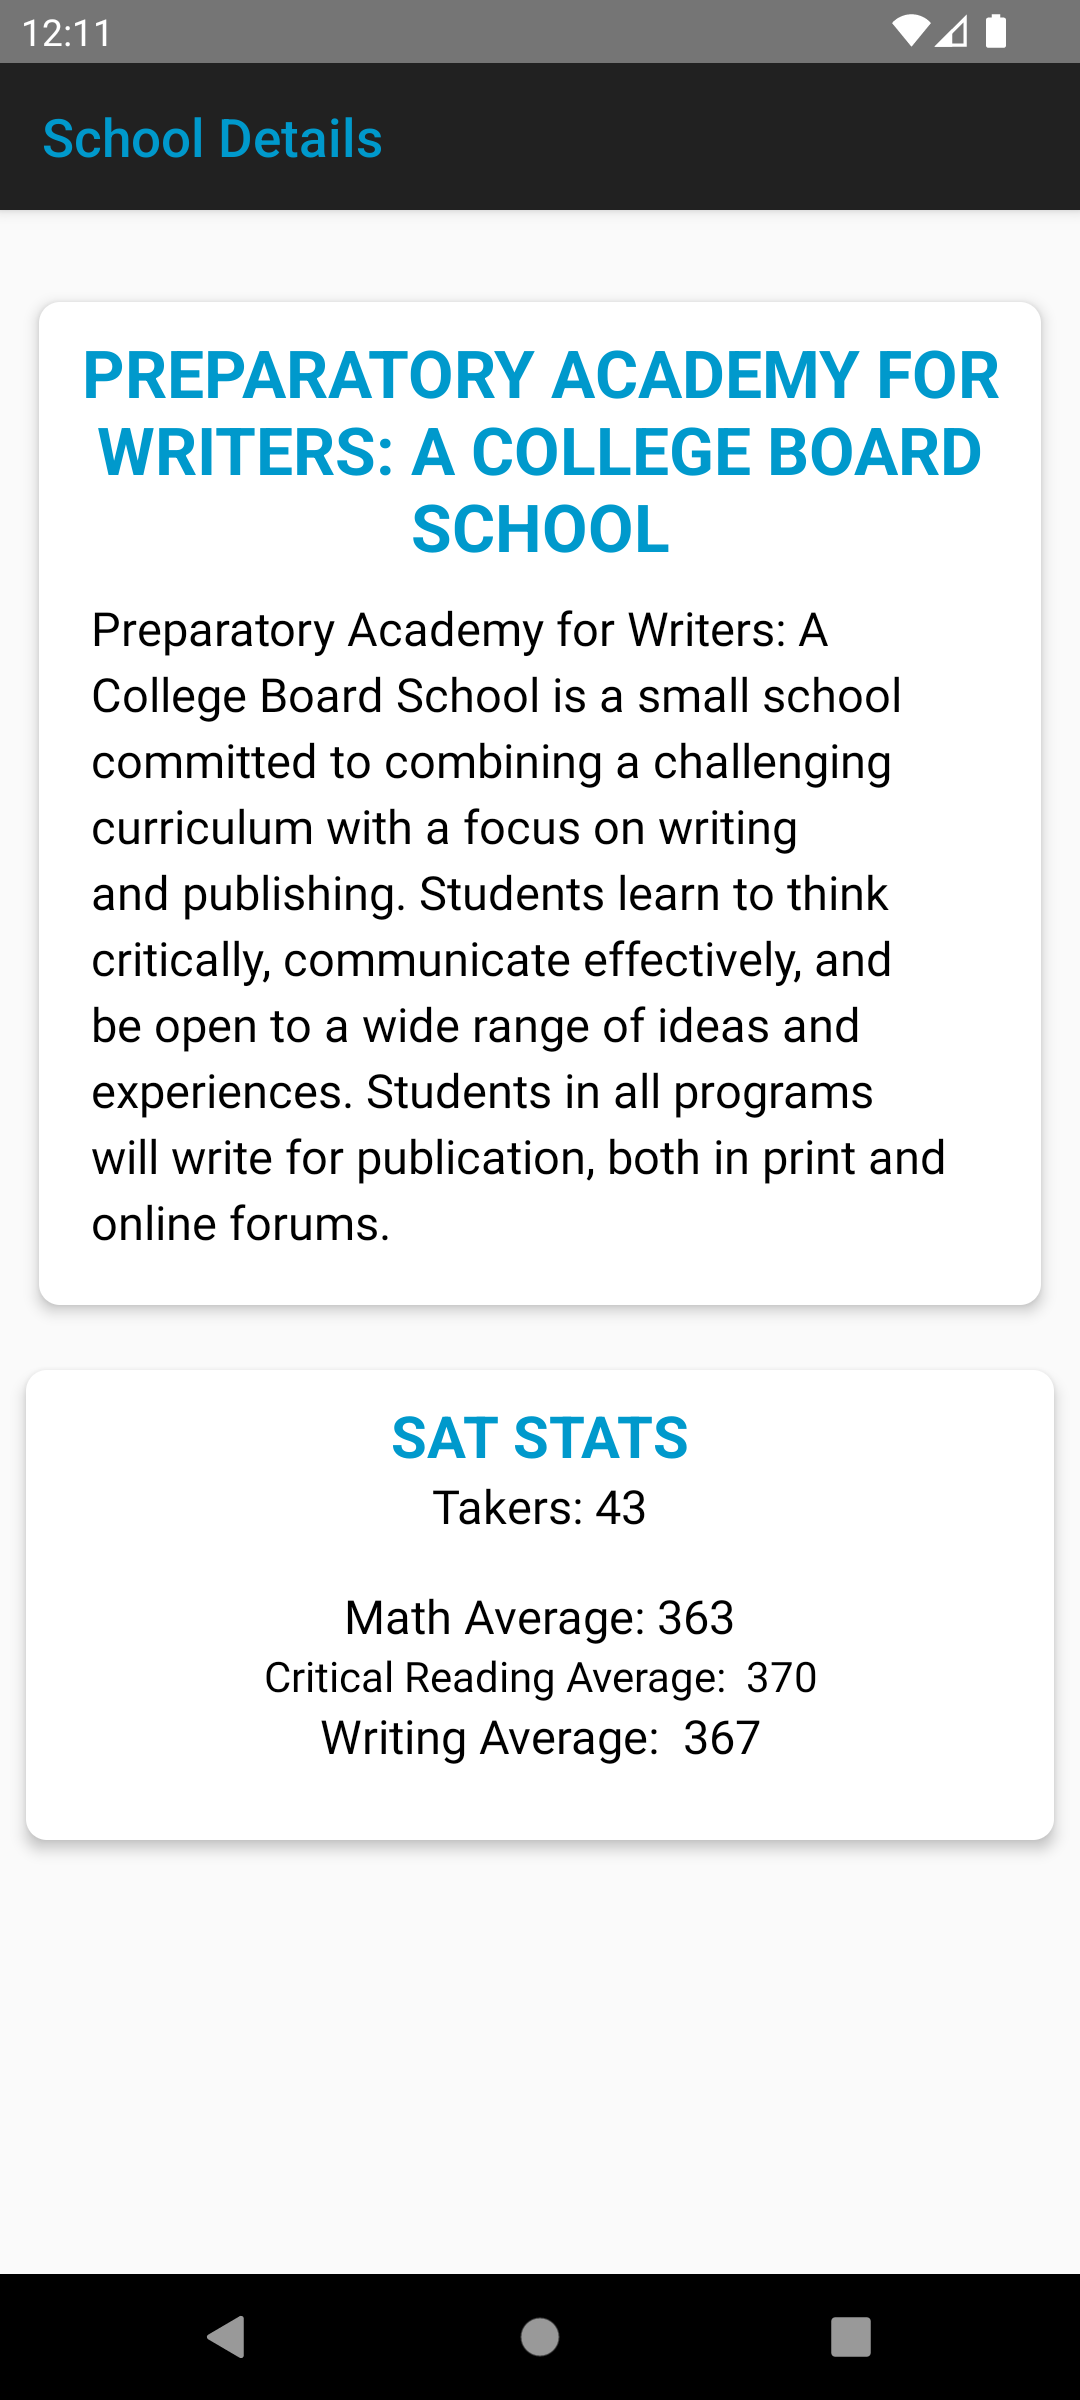 12:11
School Details
PREPARATORY ACADEMY FOR
WRITERS: A COLLEGE BOARD
SCHOOL
Preparatory Academy for Writers: A
College Board School is a small school
committed to combining a challenging
curriculum with a focus on writing
and publishing. Students learn to think
critically, communicate effectively, and
be open to a wide range of ideas and
experiences. Students in all programs
will write for publication, both in print and
online forums.
SAT STATS
Takers: 43
Math Average: 363
Critical Reading Average:  370
Writing Average:  367